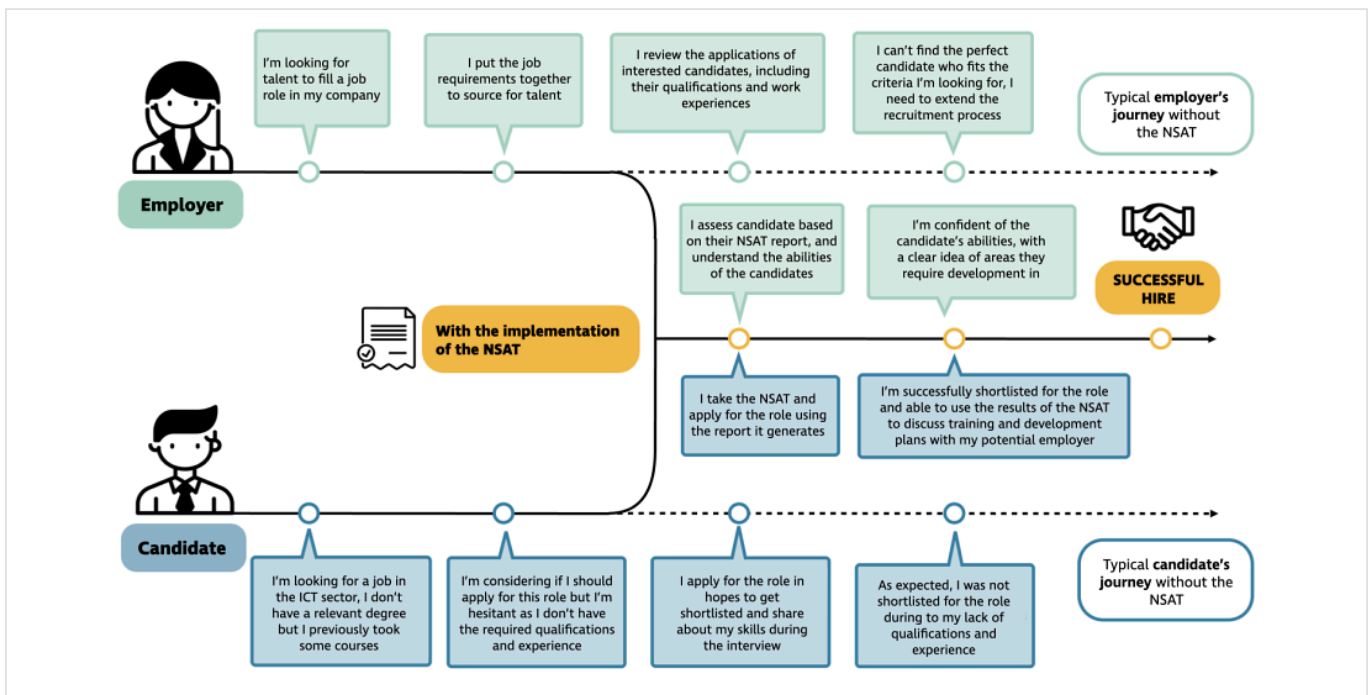 I'm looking for
talent to fill a job
role in my company
I put the job
requirements together
to source for talent
I review the applications of
interested candidates, including
their qualifications and work
experiences
I can't find the perfect
candidate who fits the
criteria I'm looking for, I
need to extend the
recruitment process
Typical employer's
journey without
the NSAT
Employer
I assess candidate based
on their NSAT report, and
understand the abilities
of the candidates
I'm confident of the
candidate's abilities, with
a clear idea of areas they
require development in
SUCCESSFUL
HIRE
With the implementation
of the NSAT
I take the NSAT and
apply for the role using
the report it generates
I'm successfully shortlisted for the role
and able to use the results of the NSAT
to discuss training and development
plans with my potential employer
Candidate
I'm looking for a job in
the ICT sector, I don't
have a relevant degree
but I previously took
some courses
I'm considering if I should
apply for this role but I'm
hesitant as I don't have
the required qualifications
and experience
I apply for the role in
hopes to get
shortlisted and share
about my skills during
the interview
As expected, I was not
shortlisted for the role
during to my lack of
qualifications and
experience
Typical candidate's
journey without the
NSAT